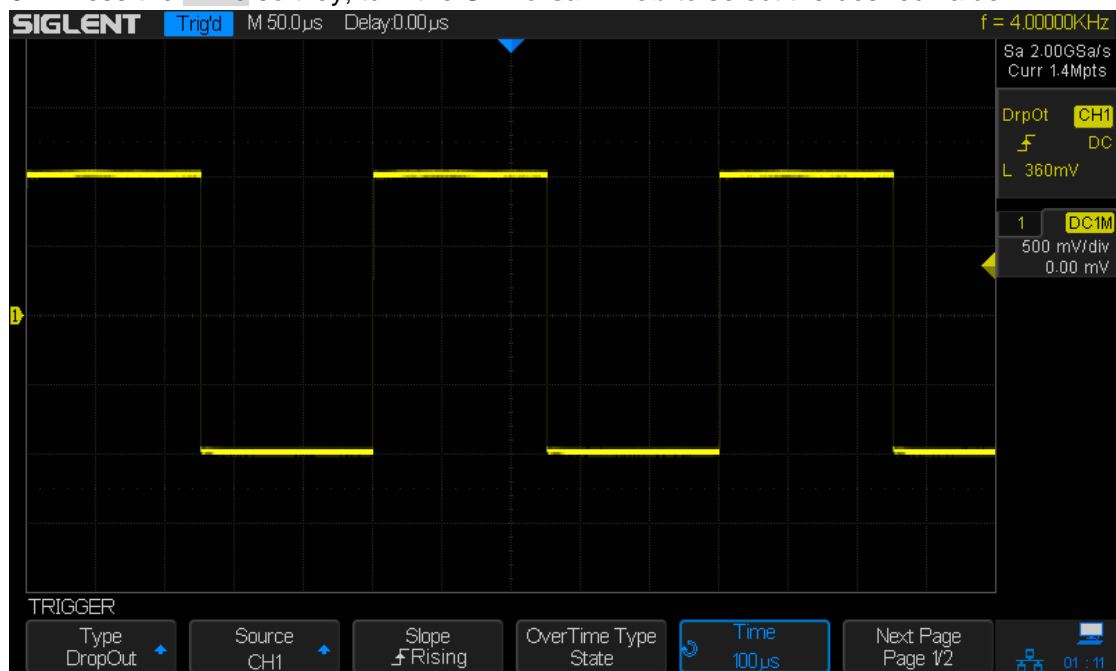 SIGLENT Trig'd M 50.0μs Delay:0.00μs f = 4.00000KHz
Sa 2.00GSa/s
Curr 1.4Mpts
DrpOt CH1
DC
L 360mV
1 DC1M
500 mV/div
0.00 mV
1
TRIGGER
Type
DropOut
Source
CH1
Slope
Rising
OverTime Type
State
Time
100μs
Next Page
Page 1/2
01 : 11